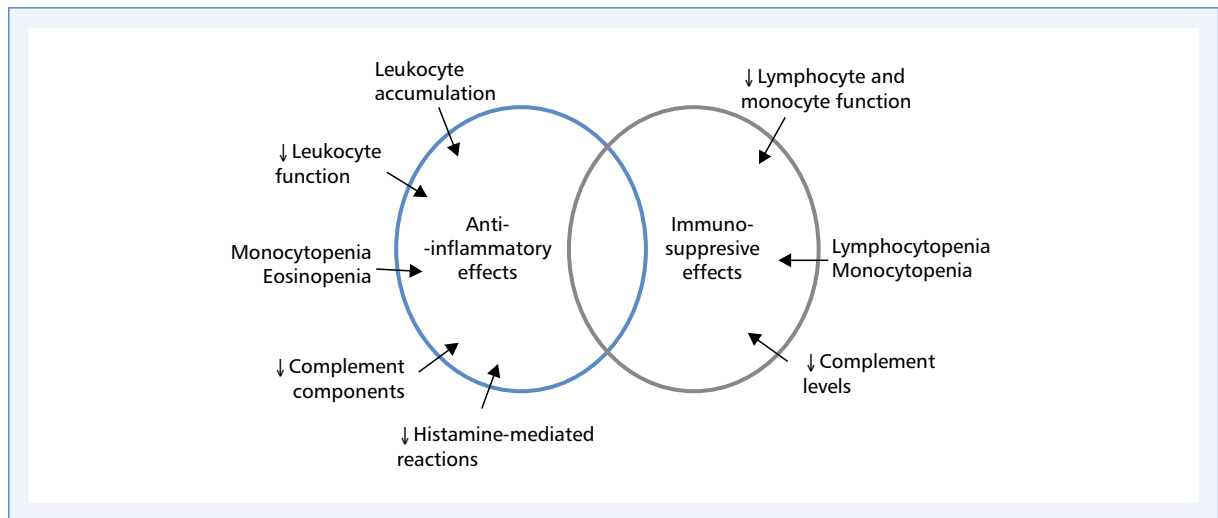 Leukocyte
accumulation
↓ Leukocyte
function
Monocytopenia
Eosinopenia
↓ Complement
components
↓ Histamine-mediated
reactions
Anti-
-inflammatory
effects
Immuno-
suppresive
effects
↓ Lymphocyte and
monocyte function
Lymphocytopenia
Monocytopenia
↓ Complement
levels